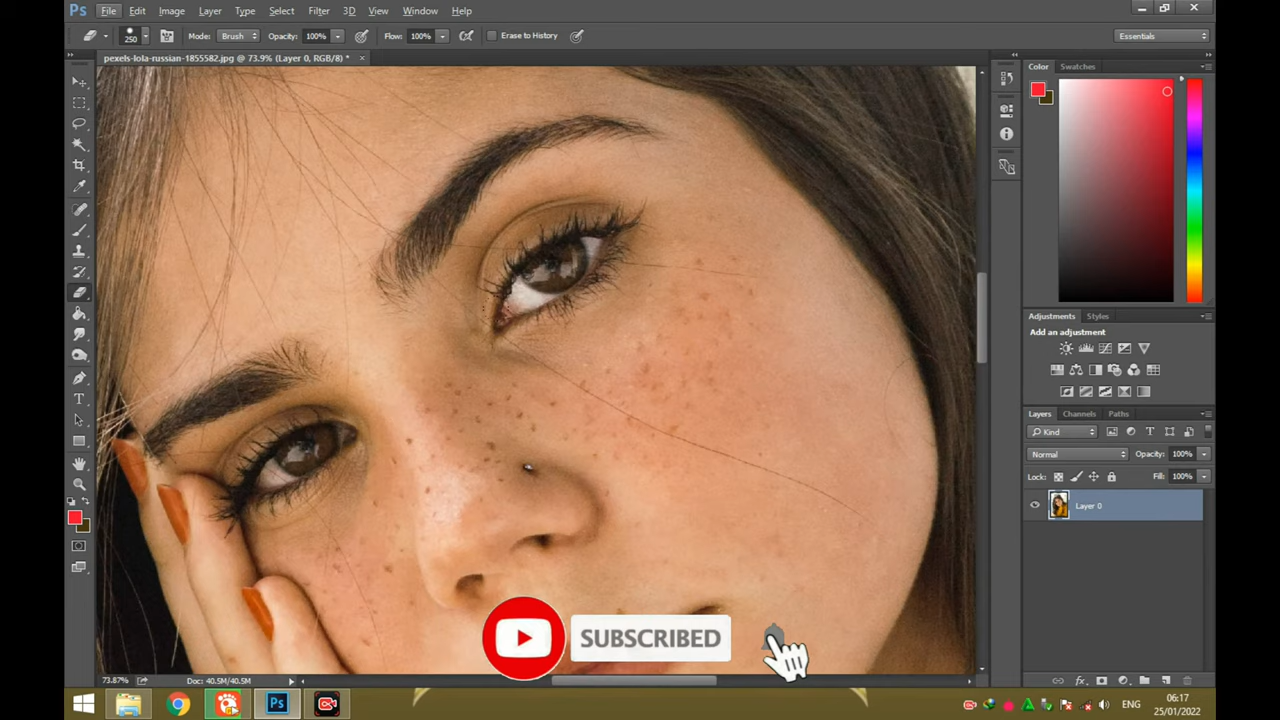 Ps File Edit Image Layer Type Select Filter 3D View Window Help
250 Mode: Brush Opacity: 100% Flow: 100% Erase to History Essentials
pexels-lola-russian-1855582.jpg @ 73.9% (Layer 0, RGB/8) * ×
Color Swatches
Adjustments Styles
Add an adjustment
Layers Channels Paths
Kind
Normal Opacity: 100%
Lock: Fill: 100%
Layer 0
SUBSCRIBED
73.87% Doc: 40.5M/40.5M
Ps ENG 06:17
25/01/2022